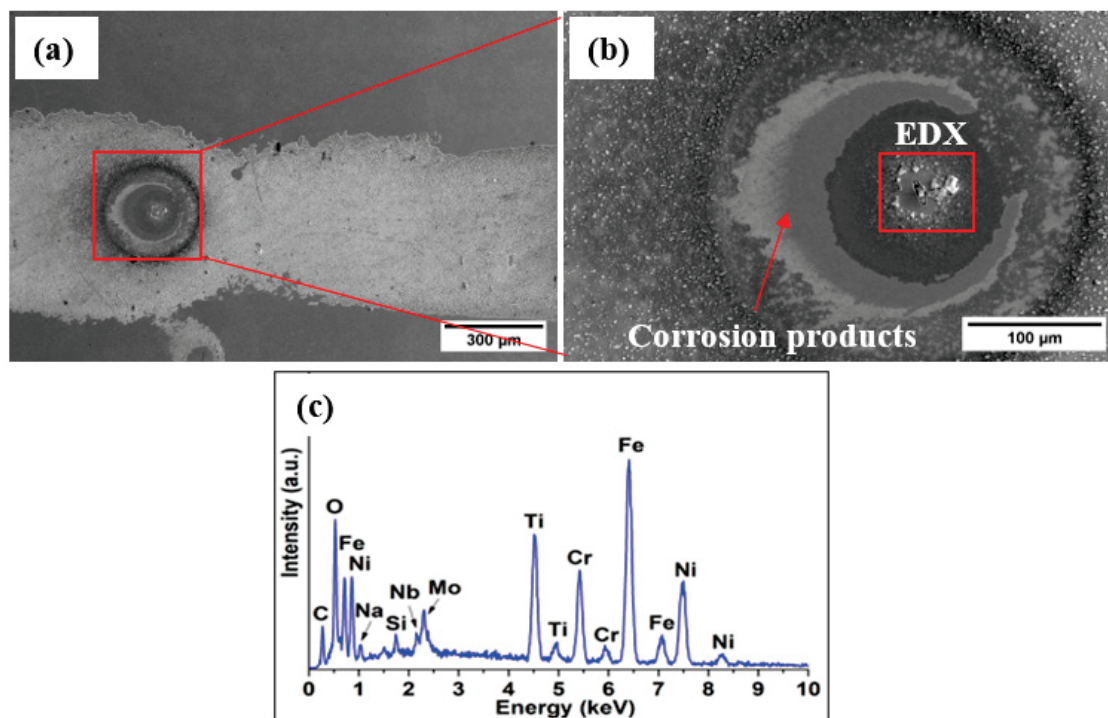 (a)
300 µm
(b)
EDX
Corrosion products
100 µm
(c)
Intensity (a.u.)
C
O
Fe
Ni
Na
Si
Nb
Mo
Ti
Ti
Cr
Cr
Fe
Fe
Ni
Ni
0 1 2 3 4 5 6 7 8 9 10
Energy (keV)